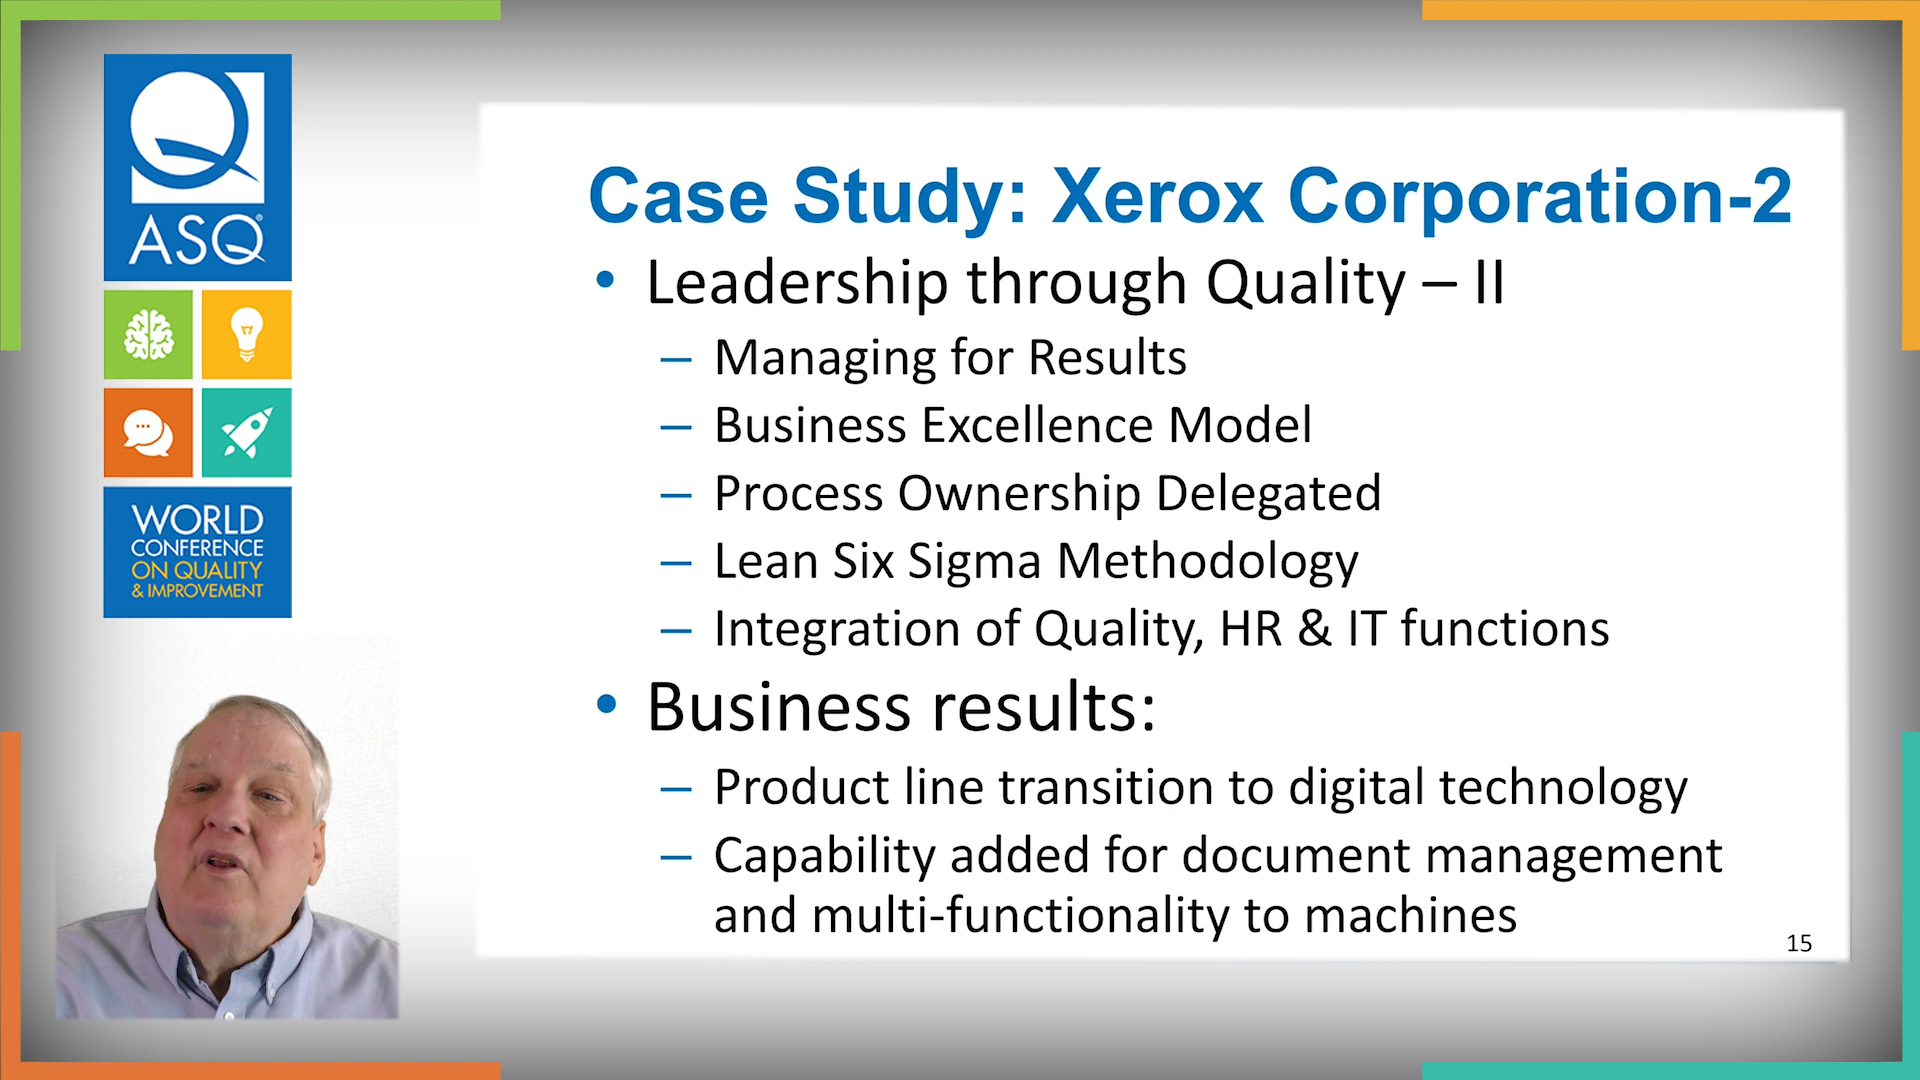 ASQ
WORLD
CONFERENCE
ON QUALITY
& IMPROVEMENT
Case Study: Xerox Corporation-2
• Leadership through Quality – II
– Managing for Results
– Business Excellence Model
– Process Ownership Delegated
– Lean Six Sigma Methodology
– Integration of Quality, HR & IT functions
• Business results:
– Product line transition to digital technology
– Capability added for document management
and multi-functionality to machines
15